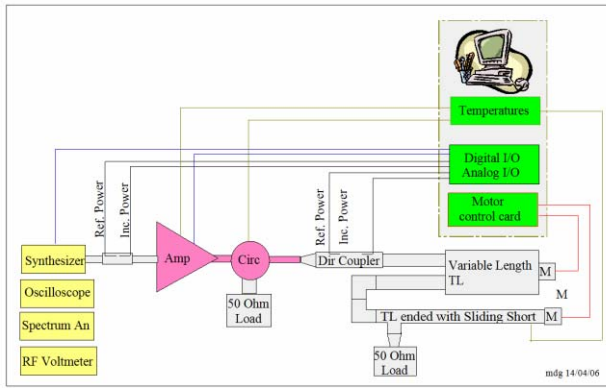 Temperatures
Digital I/O
Analog I/O
Motor
control card
Ref. Power
Inc. Power
Ref. Power
Inc. Power
Synthesizer
Amp
Circ
Dir Coupler
Variable Length
TL
M
M
Oscilloscope
50 Ohm
Load
TL ended with Sliding Short
M
Spectrum An
RF Voltmeter
50 Ohm
Load
mdg 14/04/06